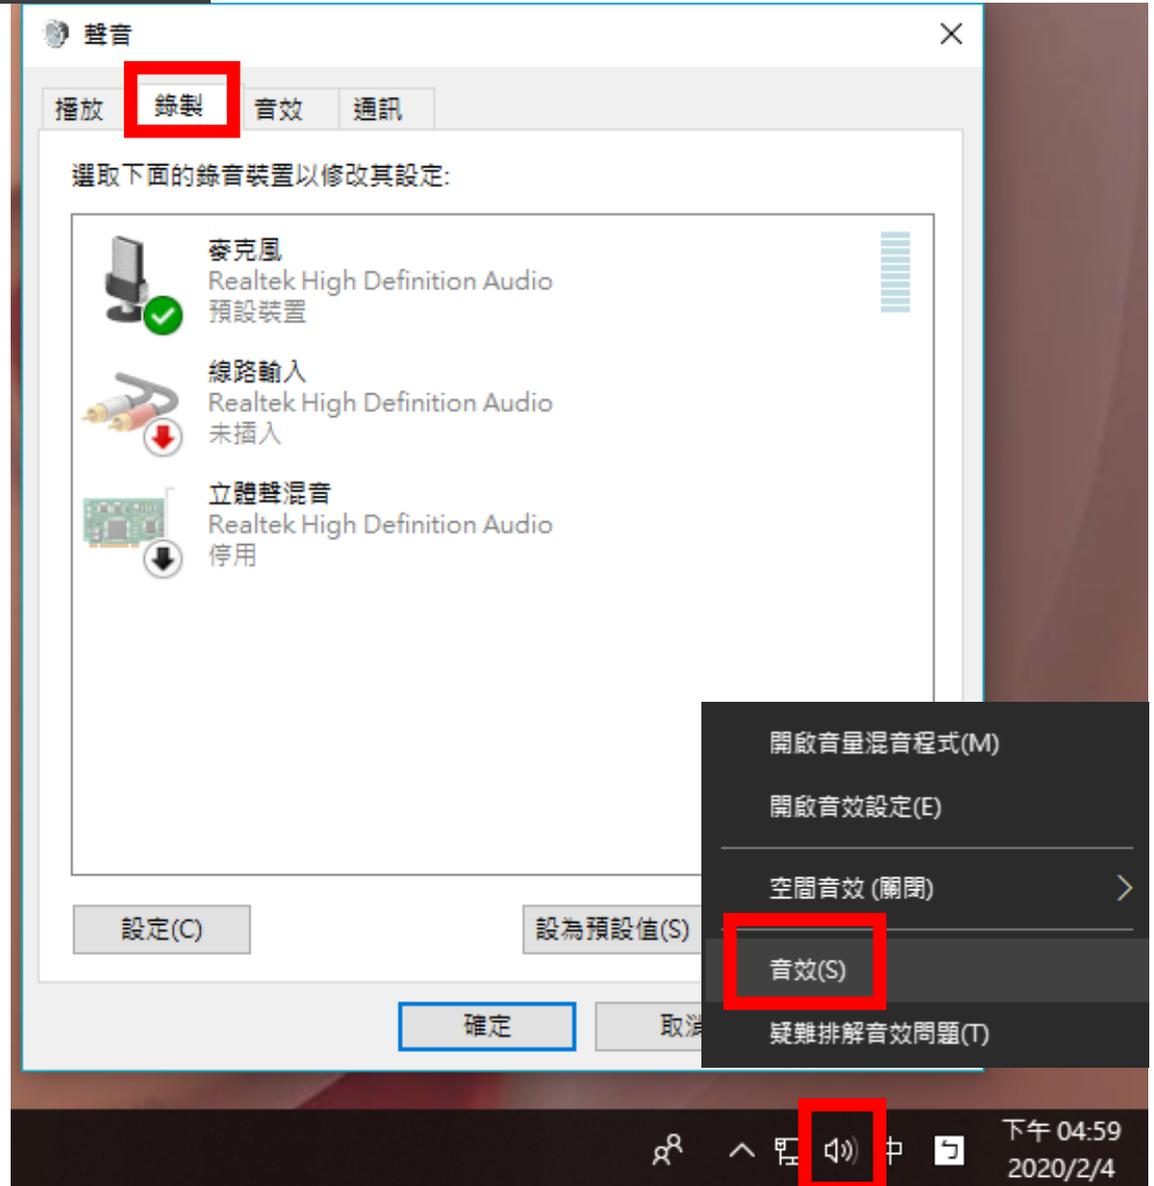 聲音
播放
錄製
音效
通訊
選取下面的錄音裝置以修改其設定:
麥克風
Realtek High Definition Audio
預設裝置
線路輸入
Realtek High Definition Audio
未插入
立體聲混音
Realtek High Definition Audio
停用
設定(C)
設為預設值(S)
確定
取消
開啟音量混音程式(M)
開啟音效設定(E)
空間音效 (關閉)
音效(S)
疑難排解音效問題(T)
中
ㄅ
下午 04:59
2020/2/4